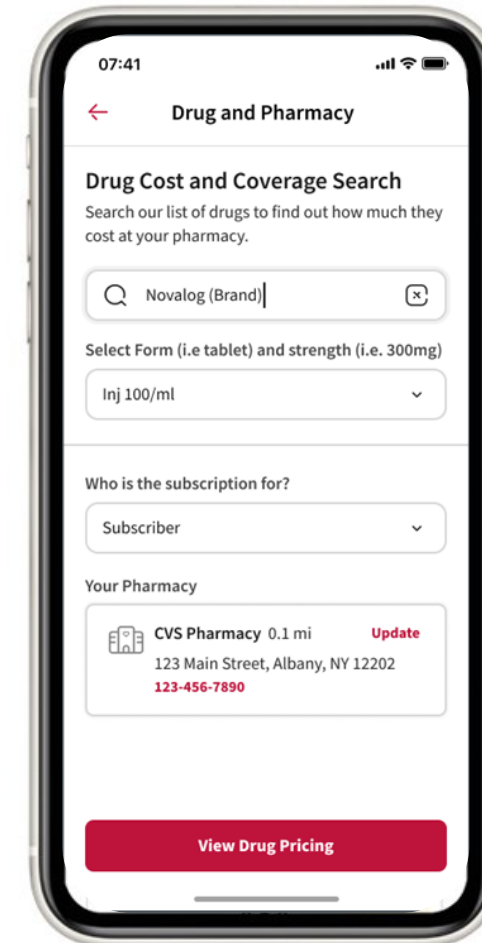 07:41
Drug and Pharmacy
Drug Cost and Coverage Search
Search our list of drugs to find out how much they
cost at your pharmacy.
Novalog (Brand)
Select Form (i.e tablet) and strength (i.e. 300mg)
Inj 100/ml
Who is the subscription for?
Subscriber
Your Pharmacy
CVS Pharmacy 0.1 mi Update
123 Main Street, Albany, NY 12202
123-456-7890
View Drug Pricing